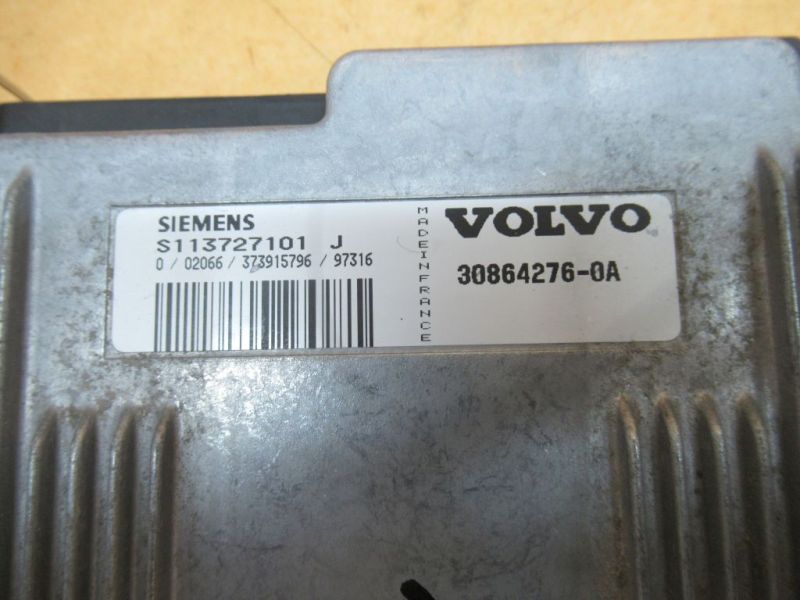 SIEMENS
S113727101 J
0 / 02066 / 373915796 / 97316
MADE IN FRANCE
VOLVO
30864276-0A